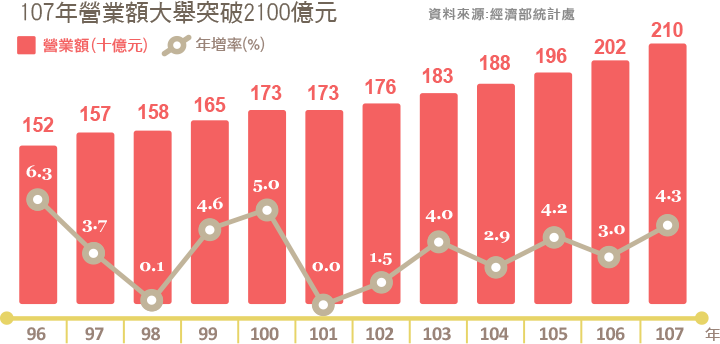 107年營業額大舉突破2100億元
資料來源:經濟部統計處
營業額(十億元) 年增率(%)
152 157 158 165 173 173 176 183 188 196 202 210
6.3 3.7 0.1 4.6 5.0 0.0 1.5 4.0 2.9 4.2 3.0 4.3
96 97 98 99 100 101 102 103 104 105 106 107 年